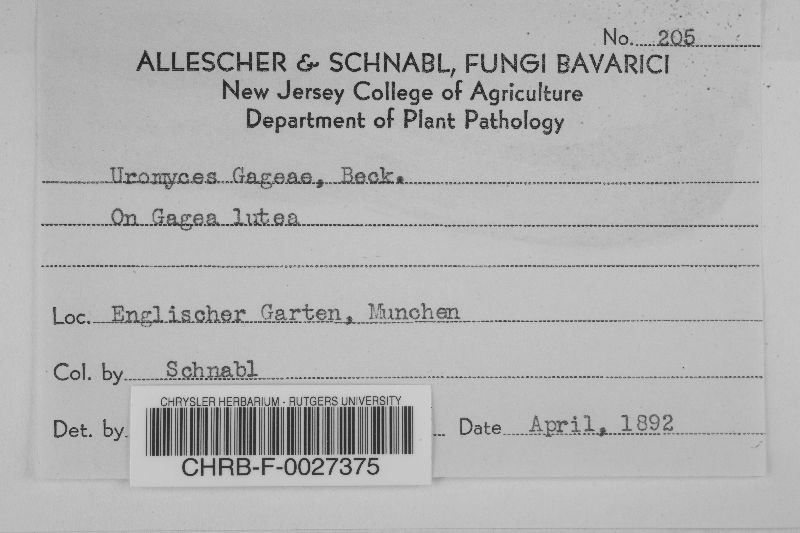 No. 205
ALLESCHER & SCHNABL, FUNGI BAVARICI
New Jersey College of Agriculture
Department of Plant Pathology
Uromyces Gageae, Beck.
On Gagea lutea
Loc. Englischer Garten, Munchen
Col. by Schnabl
Det. by Date April, 1892
CHRYSLER HERBARIUM - RUTGERS UNIVERSITY
CHRB-F-0027375